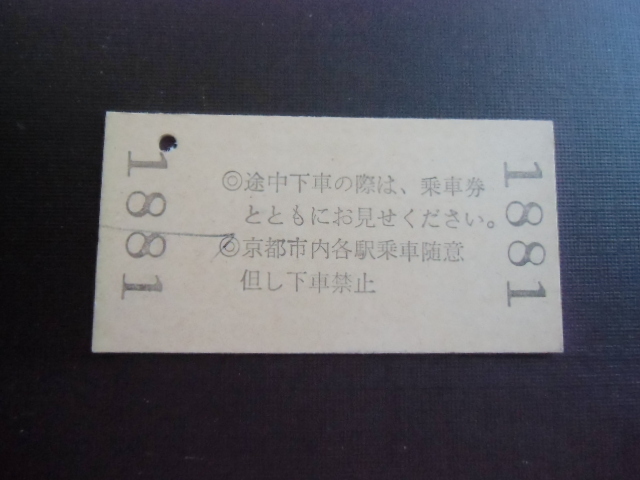 1881
◎途中下車の際は、乗車券
とともにお見せください。
◎京都市内各駅乗車随意
但し下車禁止
1881